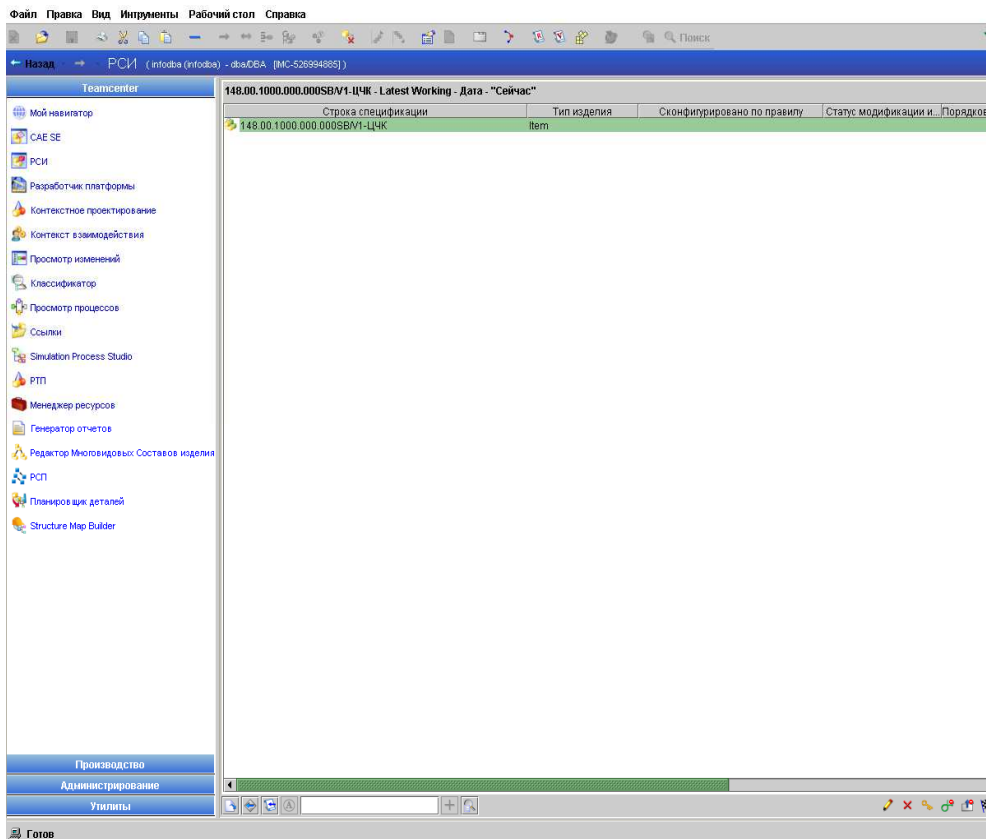 Файл Правка Вид Интрументы Рабочий стол Справка
Поиск
Назад РСИ ( infodba (infodba) - dba/DBA [IMC-526994885] )
Teamcenter
Мой навигатор
CAE SE
РСИ
Разработчик платформы
Контекстное проектирование
Контекст взаимодействия
Просмотр изменений
Классификатор
Просмотр процессов
Ссылки
Simulation Process Studio
РТП
Менеджер ресурсов
Генератор отчетов
Редактор Многовидовых Составов изделия
РСП
Планировщик деталей
Structure Map Builder
Производство
Администрирование
Утилиты
148.00.1000.000.000SB/V1-ЦЧК - Latest Working - Дата - "Сейчас"
Строка спецификации Тип изделия Сконфигурировано по правилу Статус модификации и... Порядков
148.00.1000.000.000SB/V1-ЦЧК Item
Готов